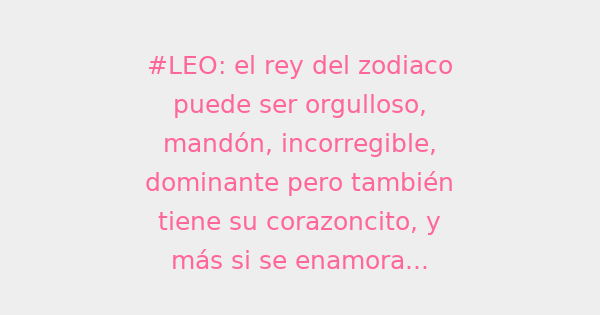 #LEO: el rey del zodiaco
puede ser orgulloso,
mandón, incorregible,
dominante pero también
tiene su corazoncito, y
más si se enamora...